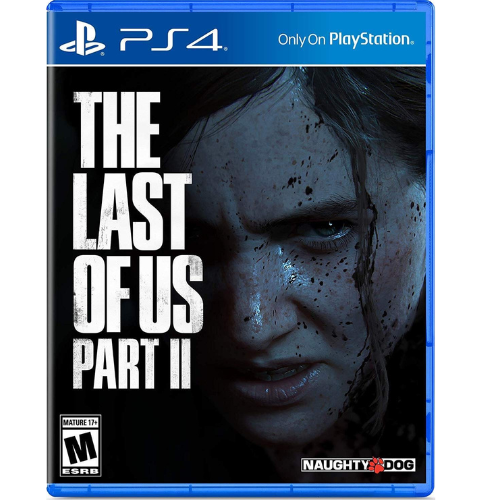 PS4
Only On PlayStation®
THE
LAST
OF US
PART II
MATURE 17+
M
ESRB
NAUGHTY DOG